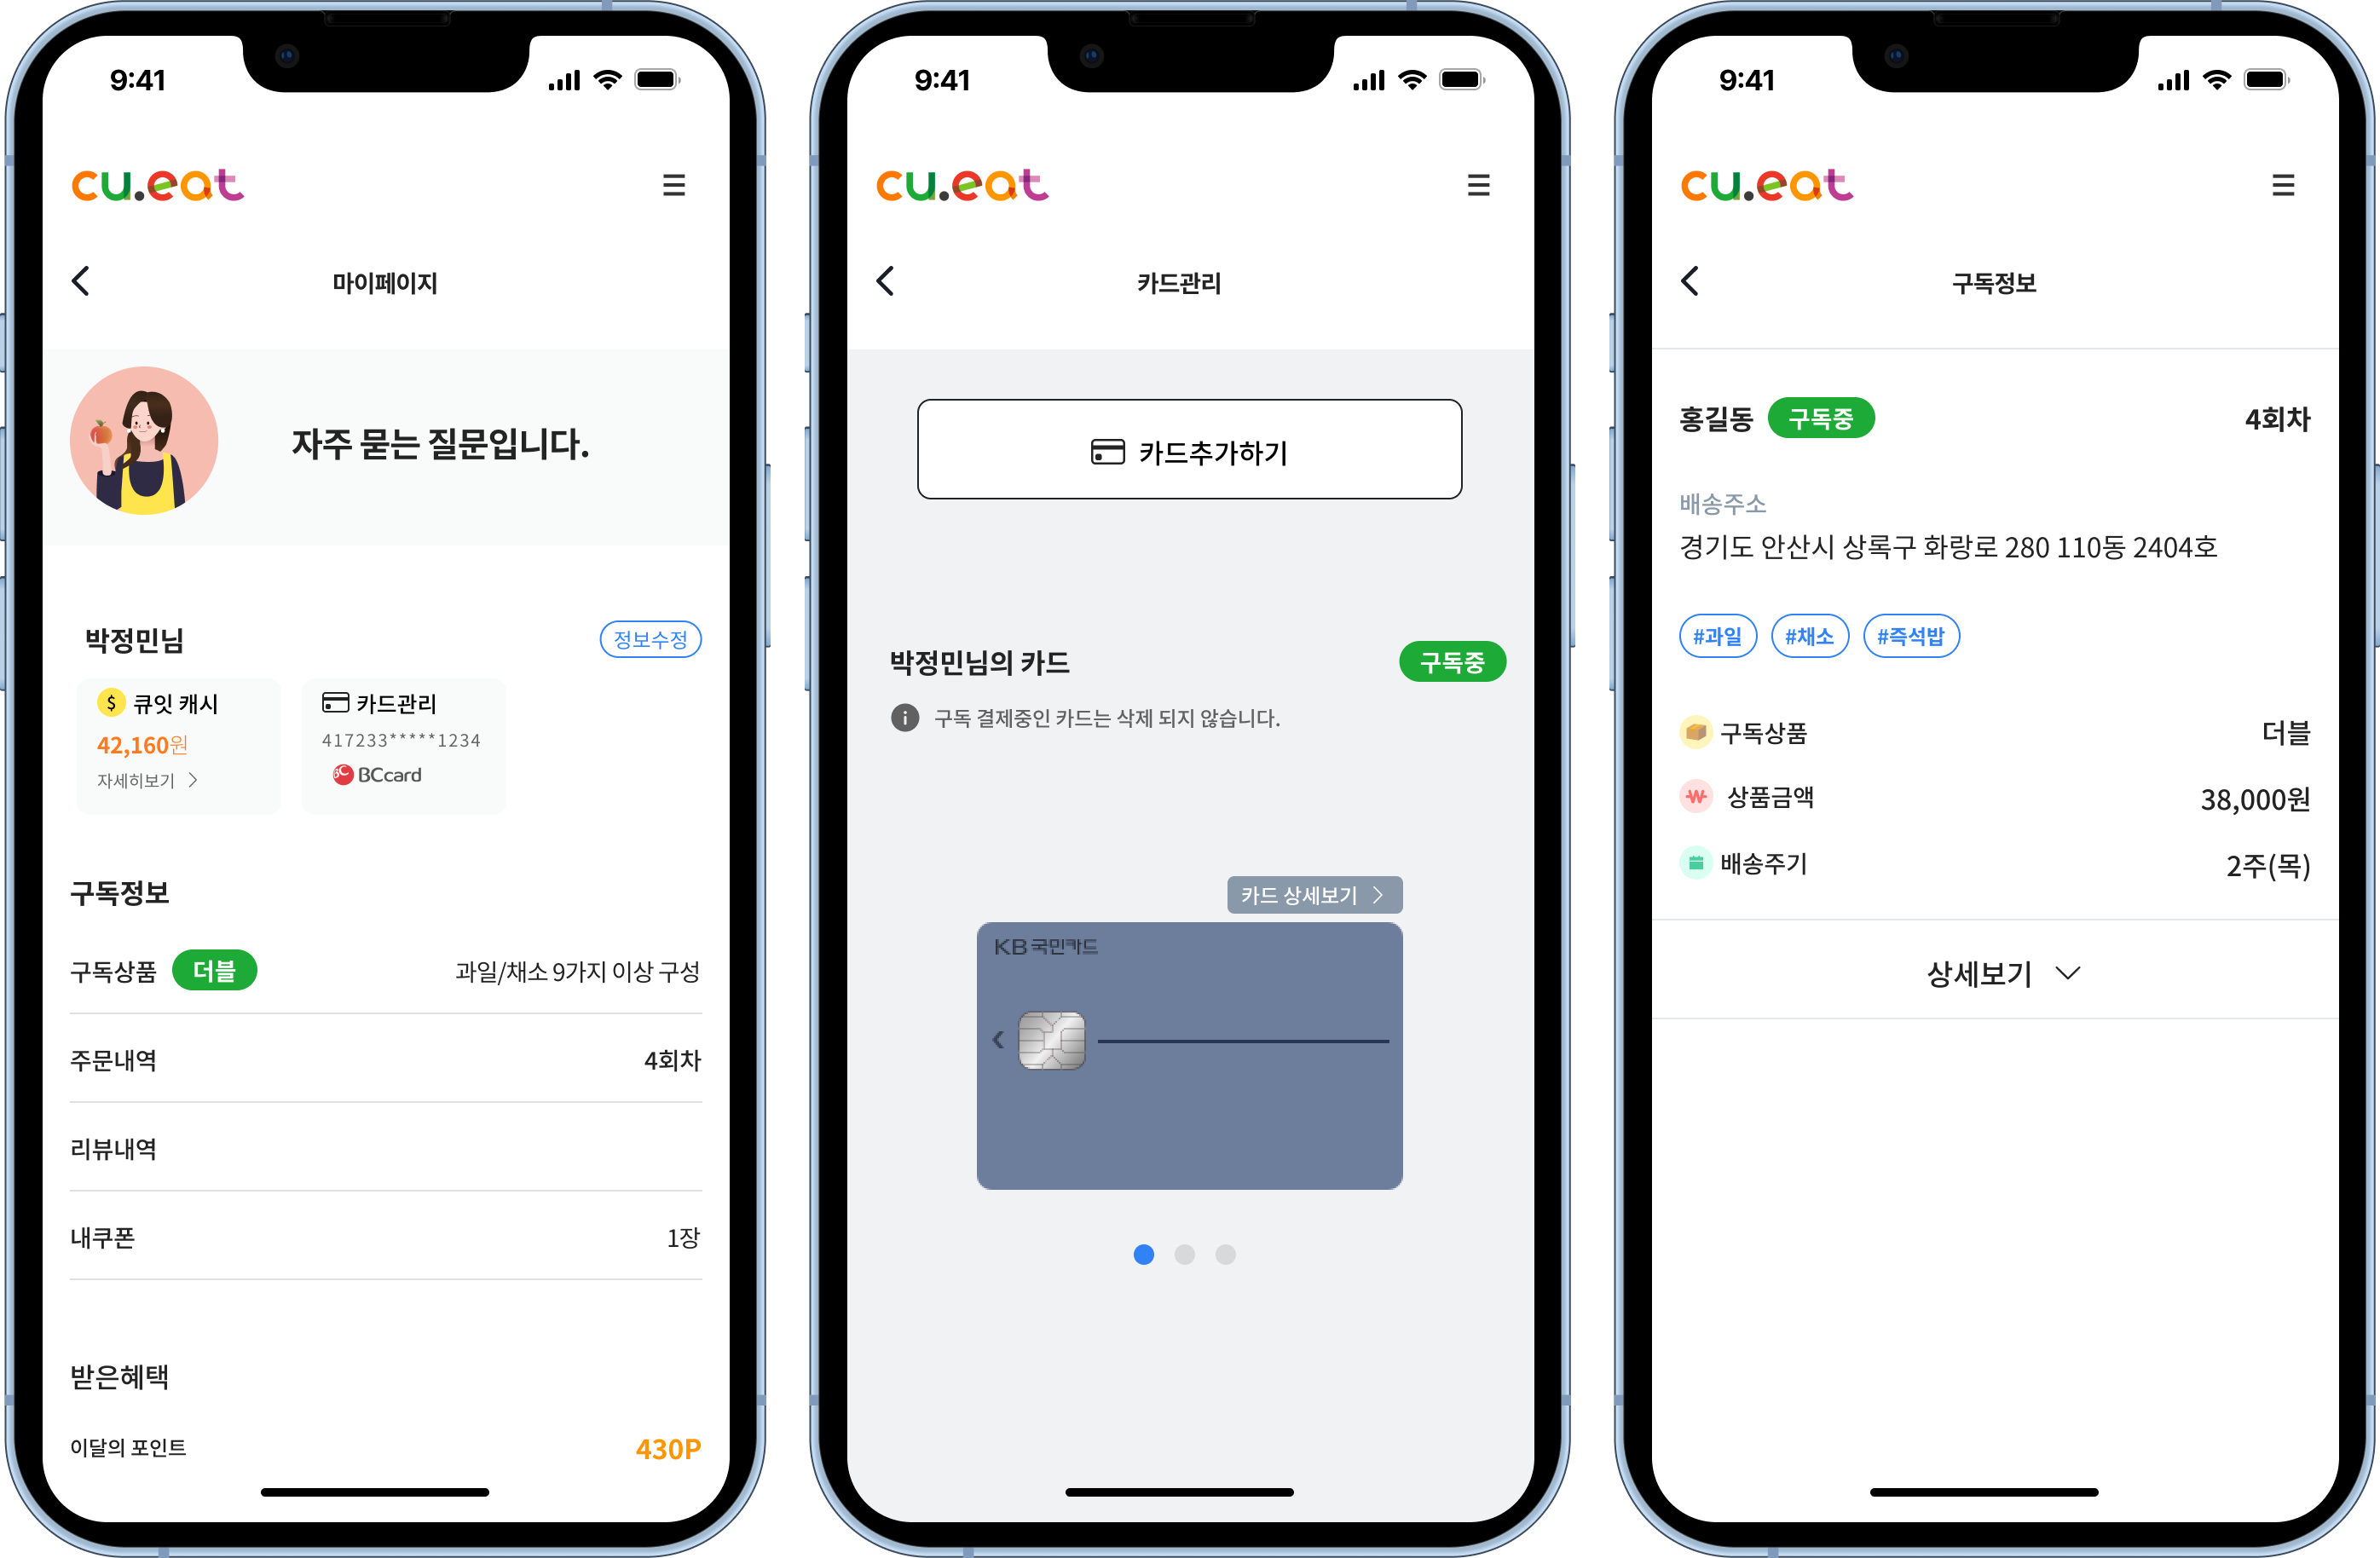 9:41
cu.eat
마이페이지
자주 묻는 질문입니다.
박정민님
정보수정
$ 큐잇 캐시
42,160원
자세히보기
카드관리
417233*****1234
BC BCcard
구독정보
구독상품 더블 과일/채소 9가지 이상 구성
주문내역 4회차
리뷰내역
내쿠폰 1장
받은혜택
이달의 포인트 430P
9:41
cu.eat
카드관리
카드추가하기
박정민님의 카드 구독중
구독 결제중인 카드는 삭제 되지 않습니다.
카드 상세보기
KB 국민카드
9:41
cu.eat
구독정보
홍길동 구독중 4회차
배송주소
경기도 안산시 상록구 화랑로 280 110동 2404호
#과일 #채소 #즉석밥
구독상품 더블
₩ 상품금액 38,000원
배송주기 2주(목)
상세보기